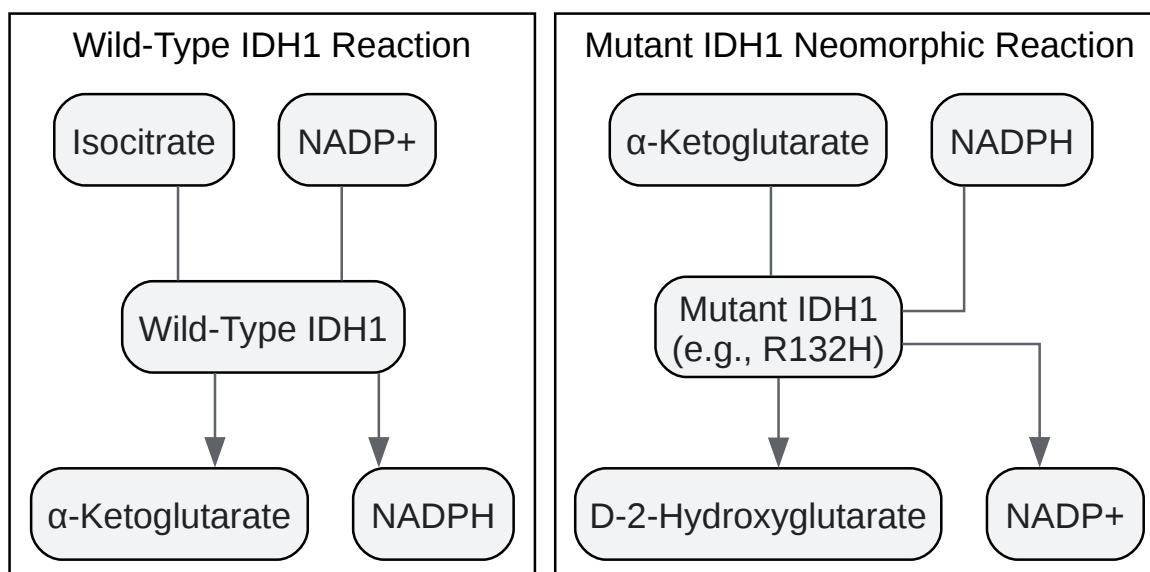 Wild-Type IDH1 Reaction
Isocitrate
NADP+
Wild-Type IDH1
α-Ketoglutarate
NADPH
Mutant IDH1 Neomorphic Reaction
α-Ketoglutarate
NADPH
Mutant IDH1
(e.g., R132H)
D-2-Hydroxyglutarate
NADP+